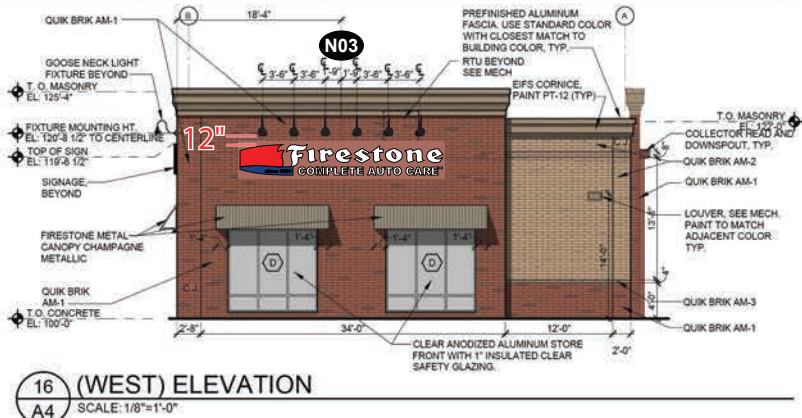 QUIK BRIK AM-1
18'-4"
B
N03
PREFINISHED ALUMINUM
FASCIA. USE STANDARD COLOR
WITH CLOSEST MATCH TO
BUILDING COLOR, TYP.
A
GOOSE NECK LIGHT
FIXTURE BEYOND
3'-6" 3'-6" 1'-9" 1'-9" 3'-6" 3'-6"
RTU BEYOND
SEE MECH
T. O. MASONRY
EL: 125'-4"
EIFS CORNICE,
PAINT PT-12 (TYP)
T.O. MASONRY
EL: 122'-0"
FIXTURE MOUNTING HT.
EL: 120'-8 1/2" TO CENTERLINE
12"
COLLECTOR HEAD AND
DOWNSPOUT, TYP.
TOP OF SIGN
EL: 119'-6 1/2"
C.J.
Firestone
COMPLETE AUTO CARE
QUIK BRIK AM-2
SIGNAGE,
BEYOND
QUIK BRIK AM-1
LOUVER, SEE MECH.
PAINT TO MATCH
ADJACENT COLOR
TYP.
FIRESTONE METAL
CANOPY CHAMPAGNE
METALLIC
1'-4" 1'-4" 1'-4" 1'-4"
D D
14'-0"
QUIK BRIK
AM-1
C.J.
4'-0"
QUIK BRIK AM-3
T.O. CONCRETE
EL: 100'-0"
QUIK BRIK AM-1
2'-8" 34'-0" 12'-0"
2'-0"
CLEAR ANODIZED ALUMINUM STORE
FRONT WITH 1" INSULATED CLEAR
SAFETY GLAZING.
16 (WEST) ELEVATION
A4 SCALE: 1/8"=1'-0"